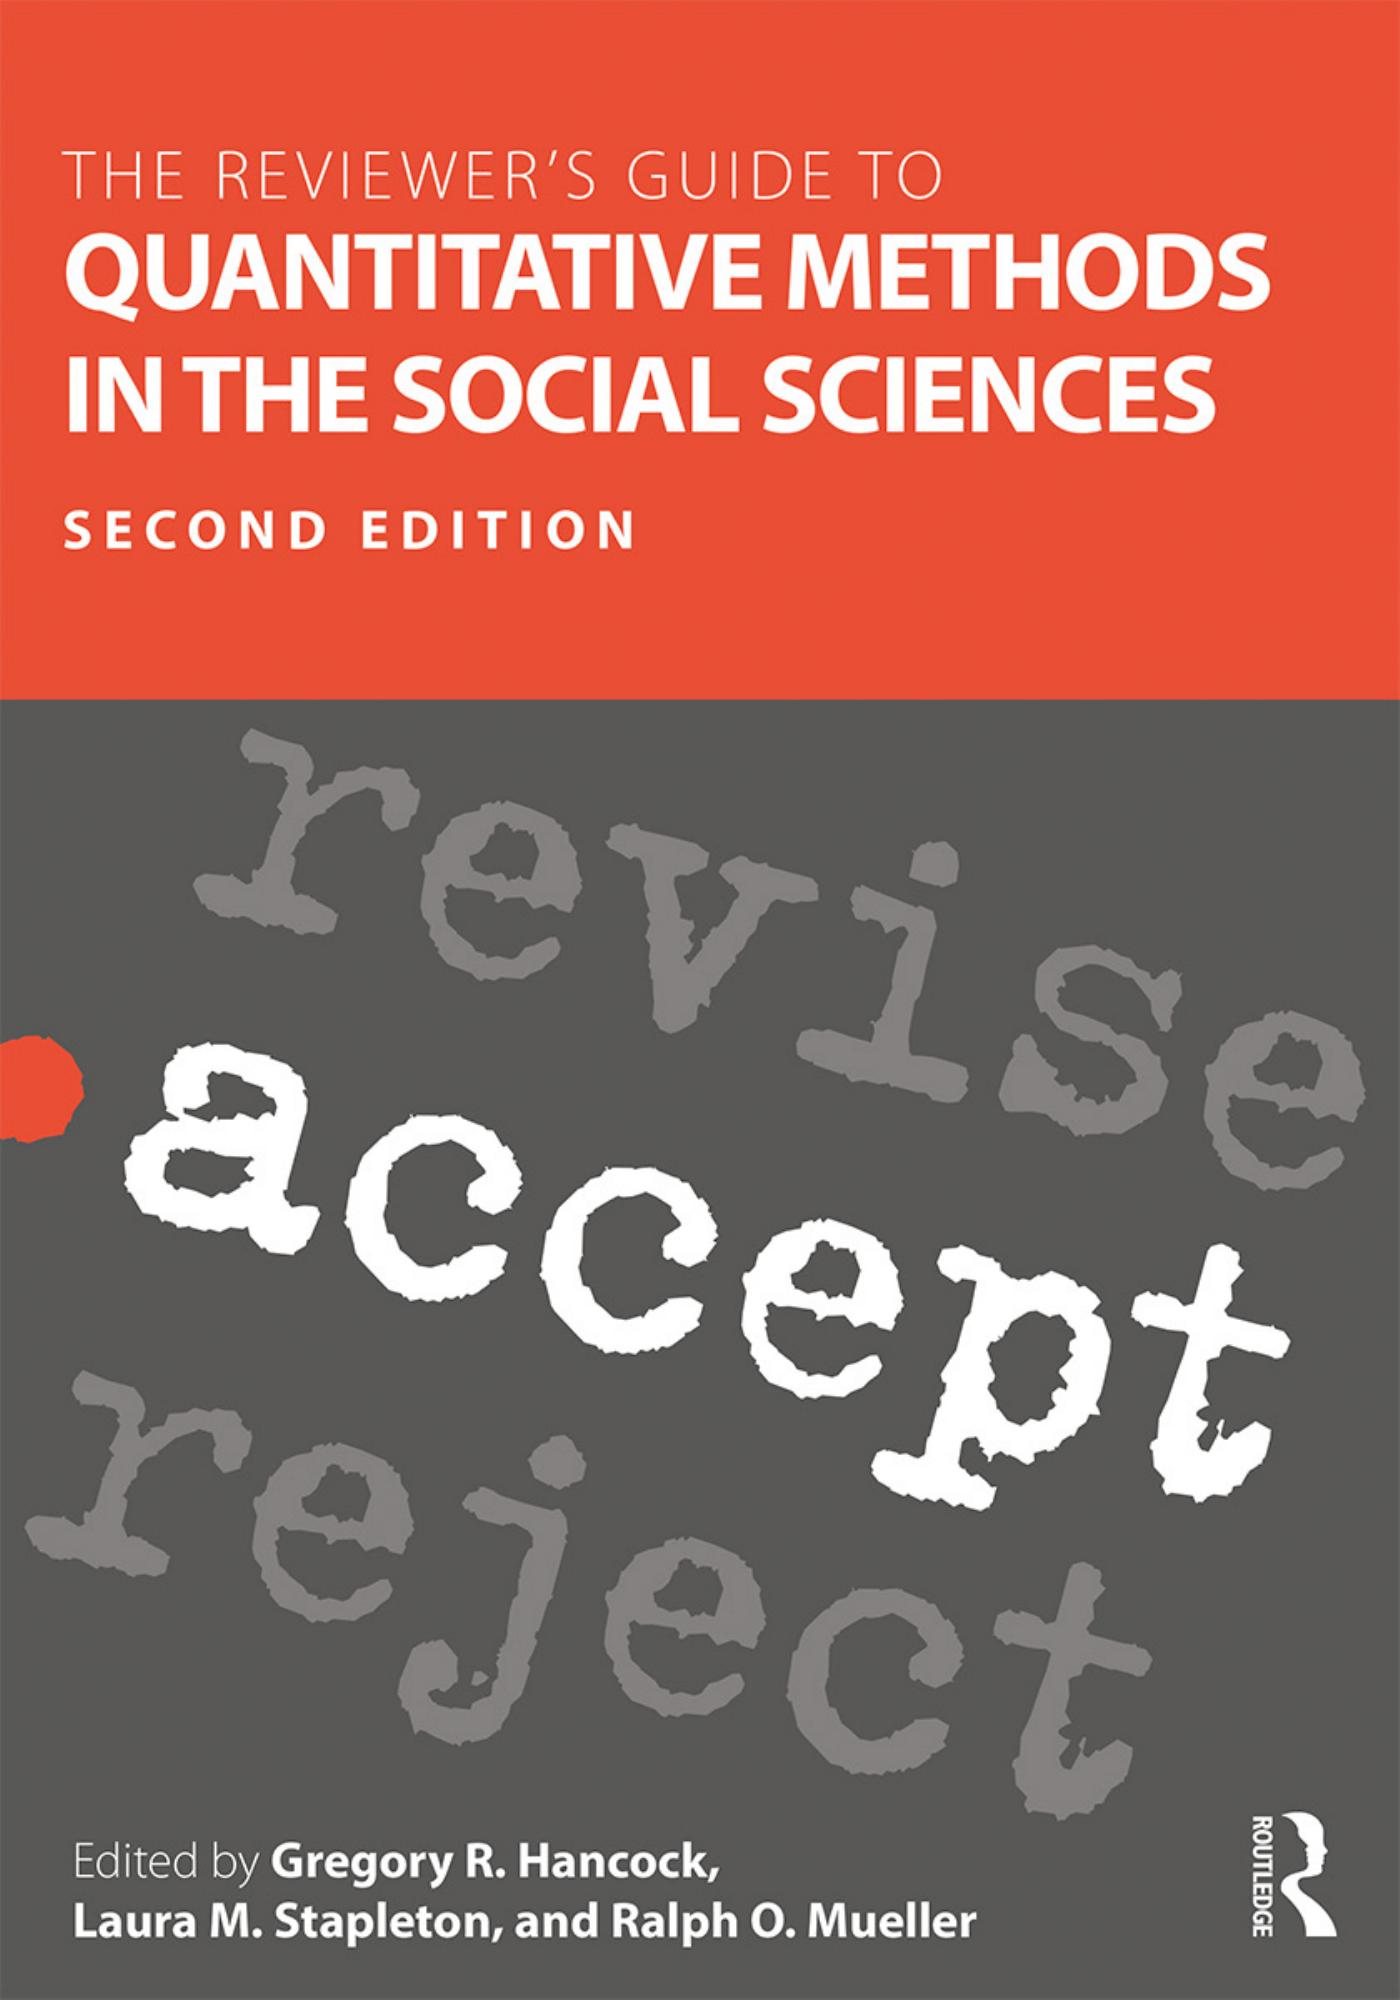 THE REVIEWER’S GUIDE TO
QUANTITATIVE METHODS
IN THE SOCIAL SCIENCES
SECOND EDITION
revise
accept
reject
Edited by Gregory R. Hancock,
Laura M. Stapleton, and Ralph O. Mueller
ROUTLEDGE